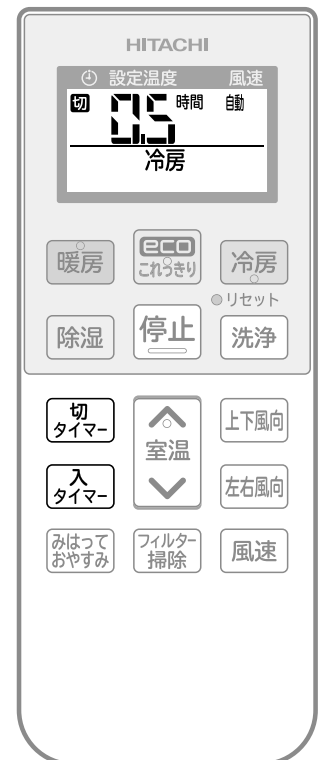 HITACHI
設定温度 風速
切 0.5 時間 自動
冷房
暖房 eco これっきり 冷房
リセット
除湿 停止 洗浄
切タイマー 室温 上下風向
入タイマー 左右風向
みはっておやすみ フィルター掃除 風速